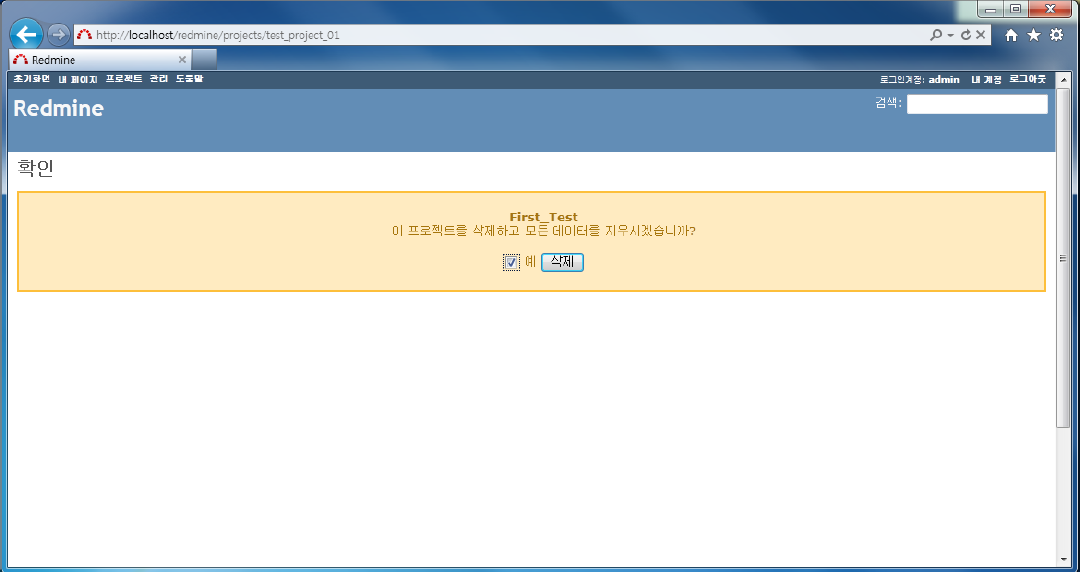 http://localhost/redmine/projects/test_project_01
Redmine
초기화면 내 페이지 프로젝트 관리 도움말
로그인계정: admin 내 계정 로그아웃
Redmine
검색:
확인
First_Test
이 프로젝트를 삭제하고 모든 데이터를 지우시겠습니까?
예 삭제